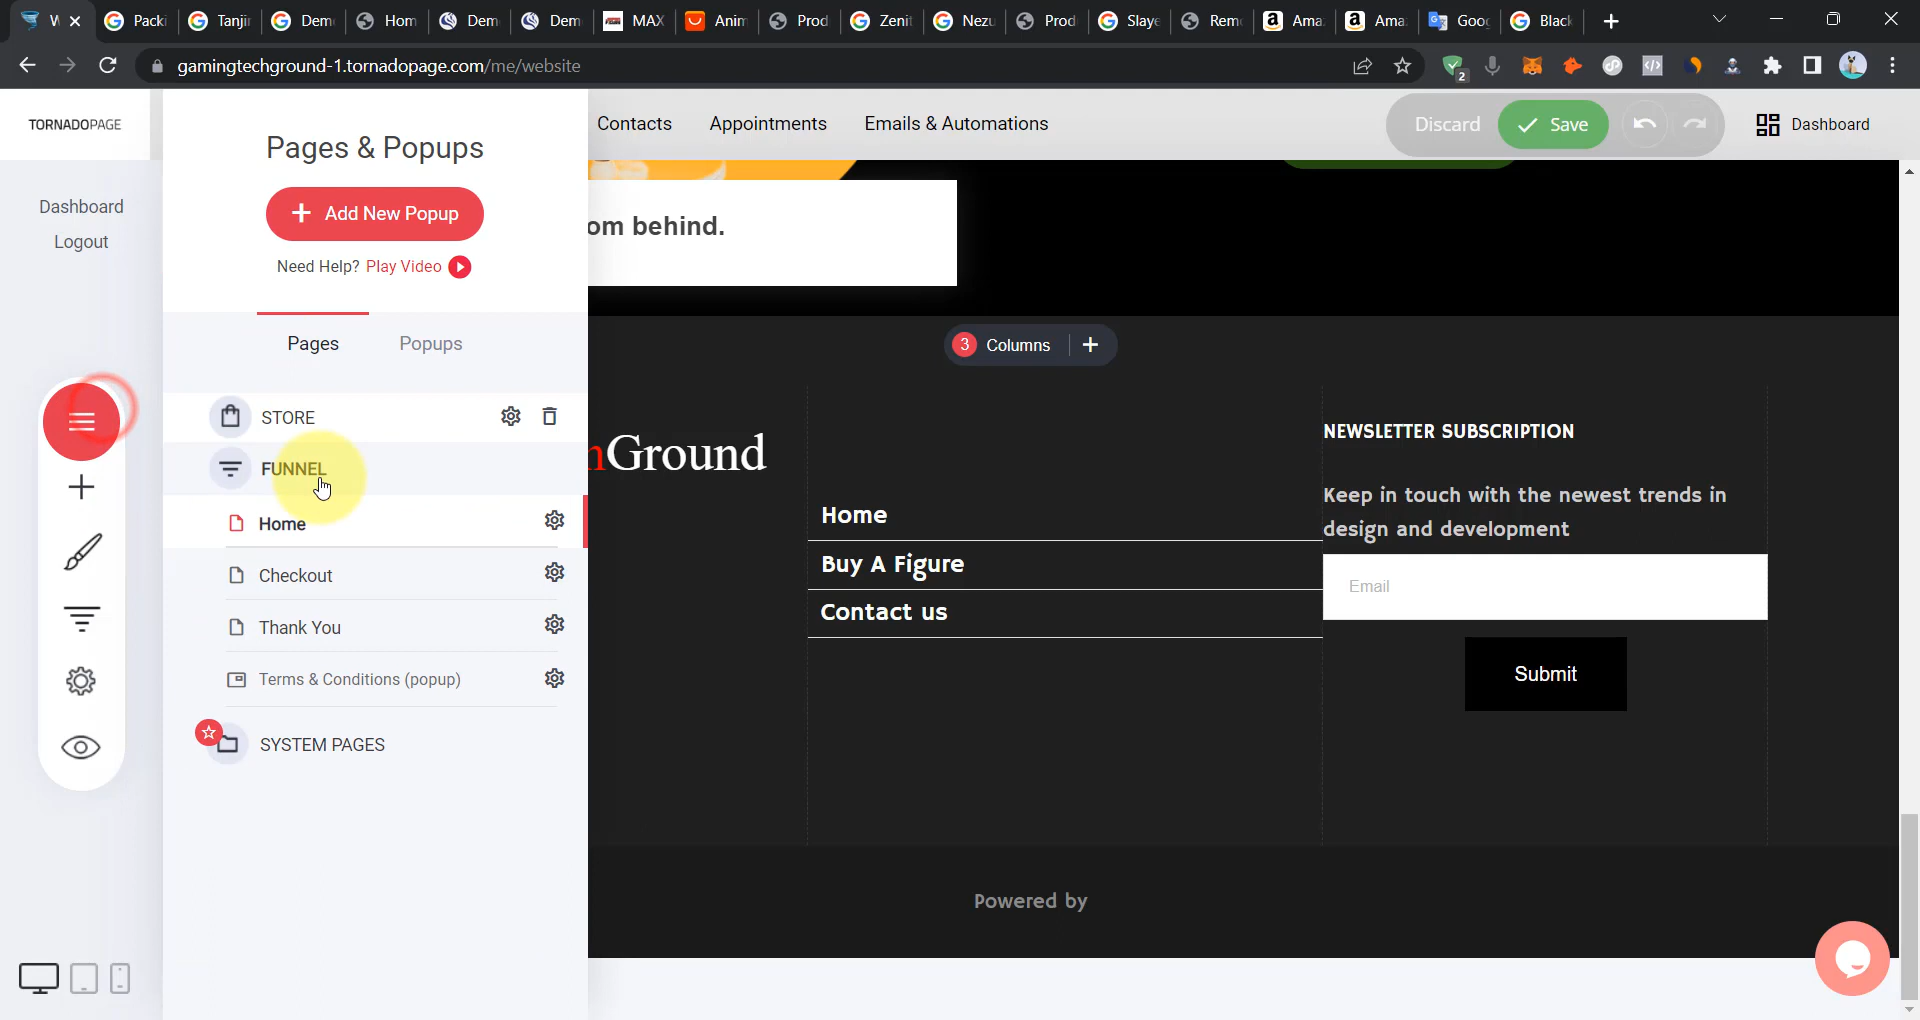 W
Packi
Tanjir
Dem
Hom
Dem
Dem
MAX
Anim
Prod
Zenit
Nezu
Prod
Slaye
Remo
Ama
Ama
Goog
Black
gamingtechground-1.tornadopage.com/me/website
2
TORNADOPAGE
Contacts
Appointments
Emails & Automations
Discard
Save
Dashboard
Dashboard
Logout
Pages & Popups
Add New Popup
Need Help? Play Video
Pages
Popups
STORE
FUNNEL
Home
Checkout
Thank You
Terms & Conditions (popup)
SYSTEM PAGES
om behind.
3 Columns
nGround
Home
Buy A Figure
Contact us
NEWSLETTER SUBSCRIPTION
Keep in touch with the newest trends in
design and development
Email
Submit
Powered by